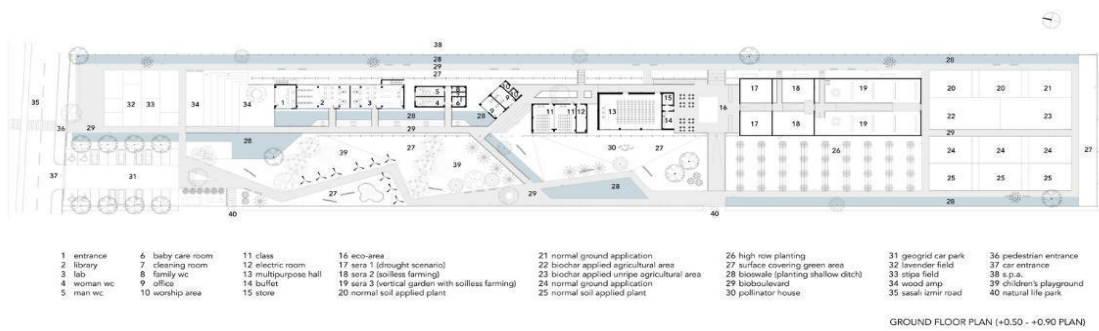 38
28
29
27
35
32 33 34 34 1 2 3 5 8 4 6 7 9 11 11 12 13 15 14 16 17 18 19 20 20 21
28 28
17 18 19 22 23
36 29 28 29 30 27 29
39 27 39 26 24 24 24 27
37 31 27 29 28 25 25 25
28
40 40
1 entrance
2 library
3 lab
4 woman wc
5 man wc
6 baby care room
7 cleaning room
8 family wc
9 office
10 worship area
11 class
12 electric room
13 multipurpose hall
14 buffet
15 store
16 eco-area
17 sera 1 (drought scenario)
18 sera 2 (soilless farming)
19 sera 3 (vertical garden with soilless farming)
20 normal soil applied plant
21 normal ground application
22 biochar applied agricultural area
23 biochar applied unripe agricultural area
24 normal ground application
25 normal soil applied plant
26 high row planting
27 surface covering green area
28 bioswale (planting shallow ditch)
29 bioboulevard
30 pollinator house
31 geogrid car park
32 lavender field
33 stipa field
34 wood amp
35 sasalı izmir road
36 pedestrian entrance
37 car entrance
38 s.p.a.
39 children's playground
40 natural life park
GROUND FLOOR PLAN (+0.50 - +0.90 PLAN)